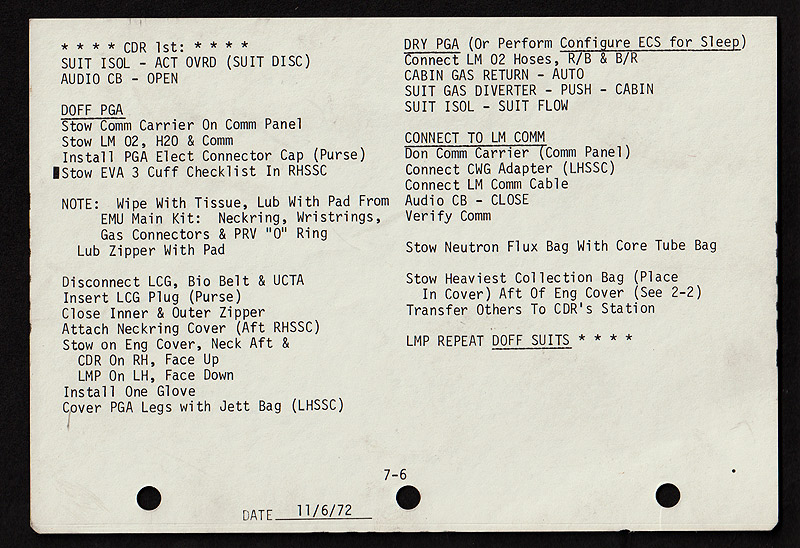 * * * * CDR 1st: * * * *
SUIT ISOL - ACT OVRD (SUIT DISC)
AUDIO CB - OPEN
DOFF PGA
Stow Comm Carrier On Comm Panel
Stow LM O2, H2O & Comm
Install PGA Elect Connector Cap (Purse)
Stow EVA 3 Cuff Checklist In RHSSC
NOTE: Wipe With Tissue, Lub With Pad From
EMU Main Kit: Neckring, Wristrings,
Gas Connectors & PRV "O" Ring
Lub Zipper With Pad
Disconnect LCG, Bio Belt & UCTA
Insert LCG Plug (Purse)
Close Inner & Outer Zipper
Attach Neckring Cover (Aft RHSSC)
Stow on Eng Cover, Neck Aft &
CDR On RH, Face Up
LMP On LH, Face Down
Install One Glove
Cover PGA Legs with Jett Bag (LHSSC)
DRY PGA (Or Perform Configure ECS for Sleep)
Connect LM O2 Hoses, R/B & B/R
CABIN GAS RETURN - AUTO
SUIT GAS DIVERTER - PUSH - CABIN
SUIT ISOL - SUIT FLOW
CONNECT TO LM COMM
Don Comm Carrier (Comm Panel)
Connect CWG Adapter (LHSSC)
Connect LM Comm Cable
Audio CB - CLOSE
Verify Comm
Stow Neutron Flux Bag With Core Tube Bag
Stow Heaviest Collection Bag (Place
In Cover) Aft Of Eng Cover (See 2-2)
Transfer Others To CDR's Station
LMP REPEAT DOFF SUITS * * * *
7-6
DATE 11/6/72